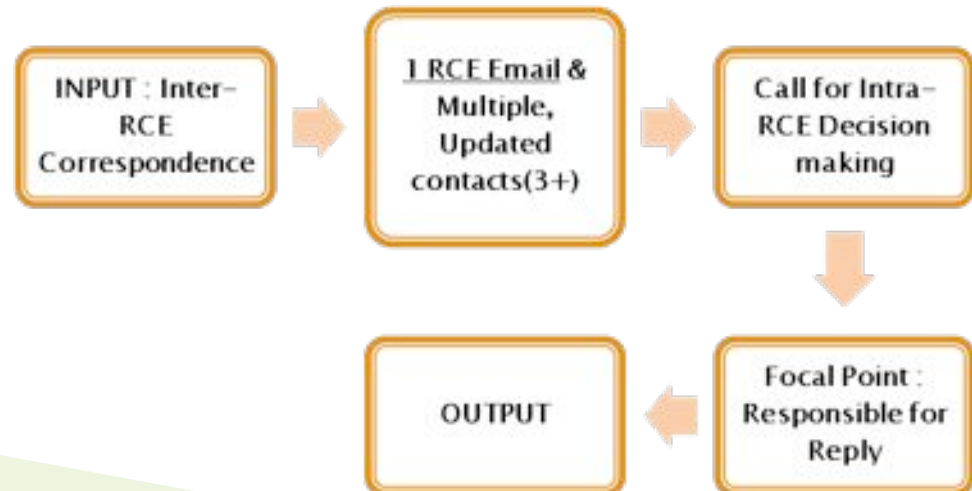 INPUT : Inter-
RCE
Correspondence
1 RCE Email &
Multiple,
Updated
contacts(3+)
Call for Intra-
RCE Decision
making
Focal Point :
Responsible for
Reply
OUTPUT